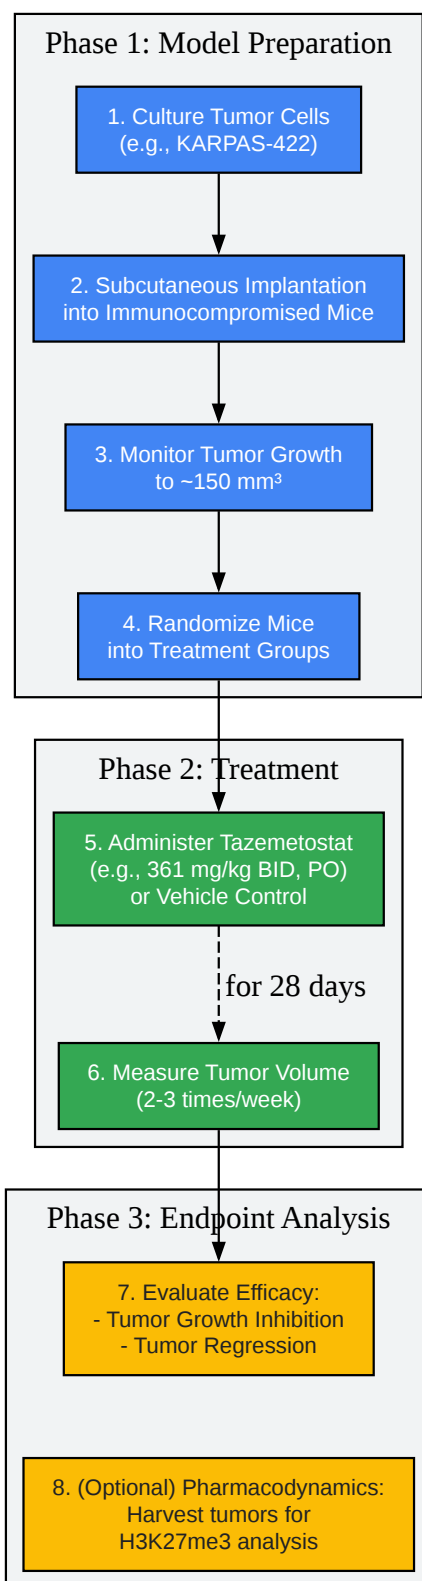 Phase 1: Model Preparation
1. Culture Tumor Cells
(e.g., KARPAS-422)
2. Subcutaneous Implantation
into Immunocompromised Mice
3. Monitor Tumor Growth
to ~150 mm³
4. Randomize Mice
into Treatment Groups
Phase 2: Treatment
5. Administer Tazemetostat
(e.g., 361 mg/kg BID, PO)
or Vehicle Control
for 28 days
6. Measure Tumor Volume
(2-3 times/week)
Phase 3: Endpoint Analysis
7. Evaluate Efficacy:
- Tumor Growth Inhibition
- Tumor Regression
8. (Optional) Pharmacodynamics:
Harvest tumors for
H3K27me3 analysis